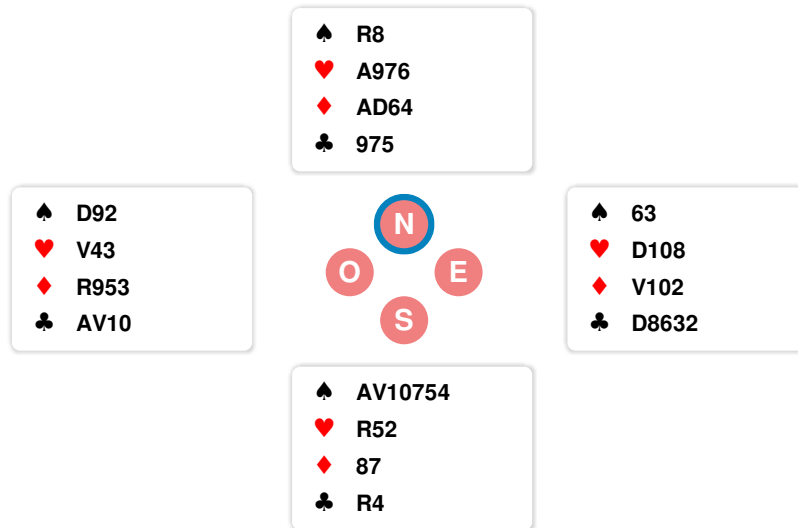 ♠ R8
♥ A976
♦ AD64
♣ 975
♠ D92
♥ V43
♦ R953
♣ AV10
N
O E
S
♠ 63
♥ D108
♦ V102
♣ D8632
♠ AV10754
♥ R52
♦ 87
♣ R4